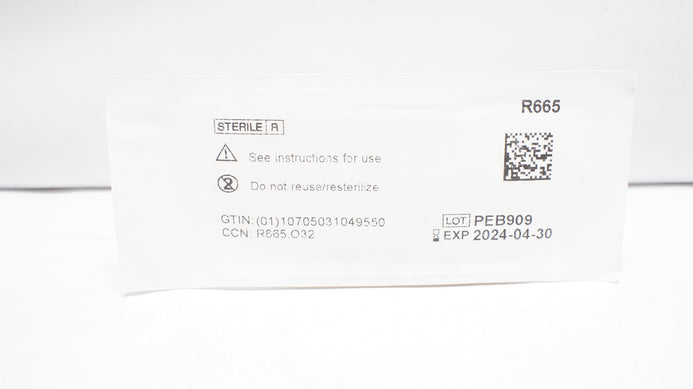 R665
STERILE R
See instructions for use
Do not reuse/resterilize
GTIN: (01)10705031049550
CCN: R665.O32
LOT PEB909
EXP 2024-04-30